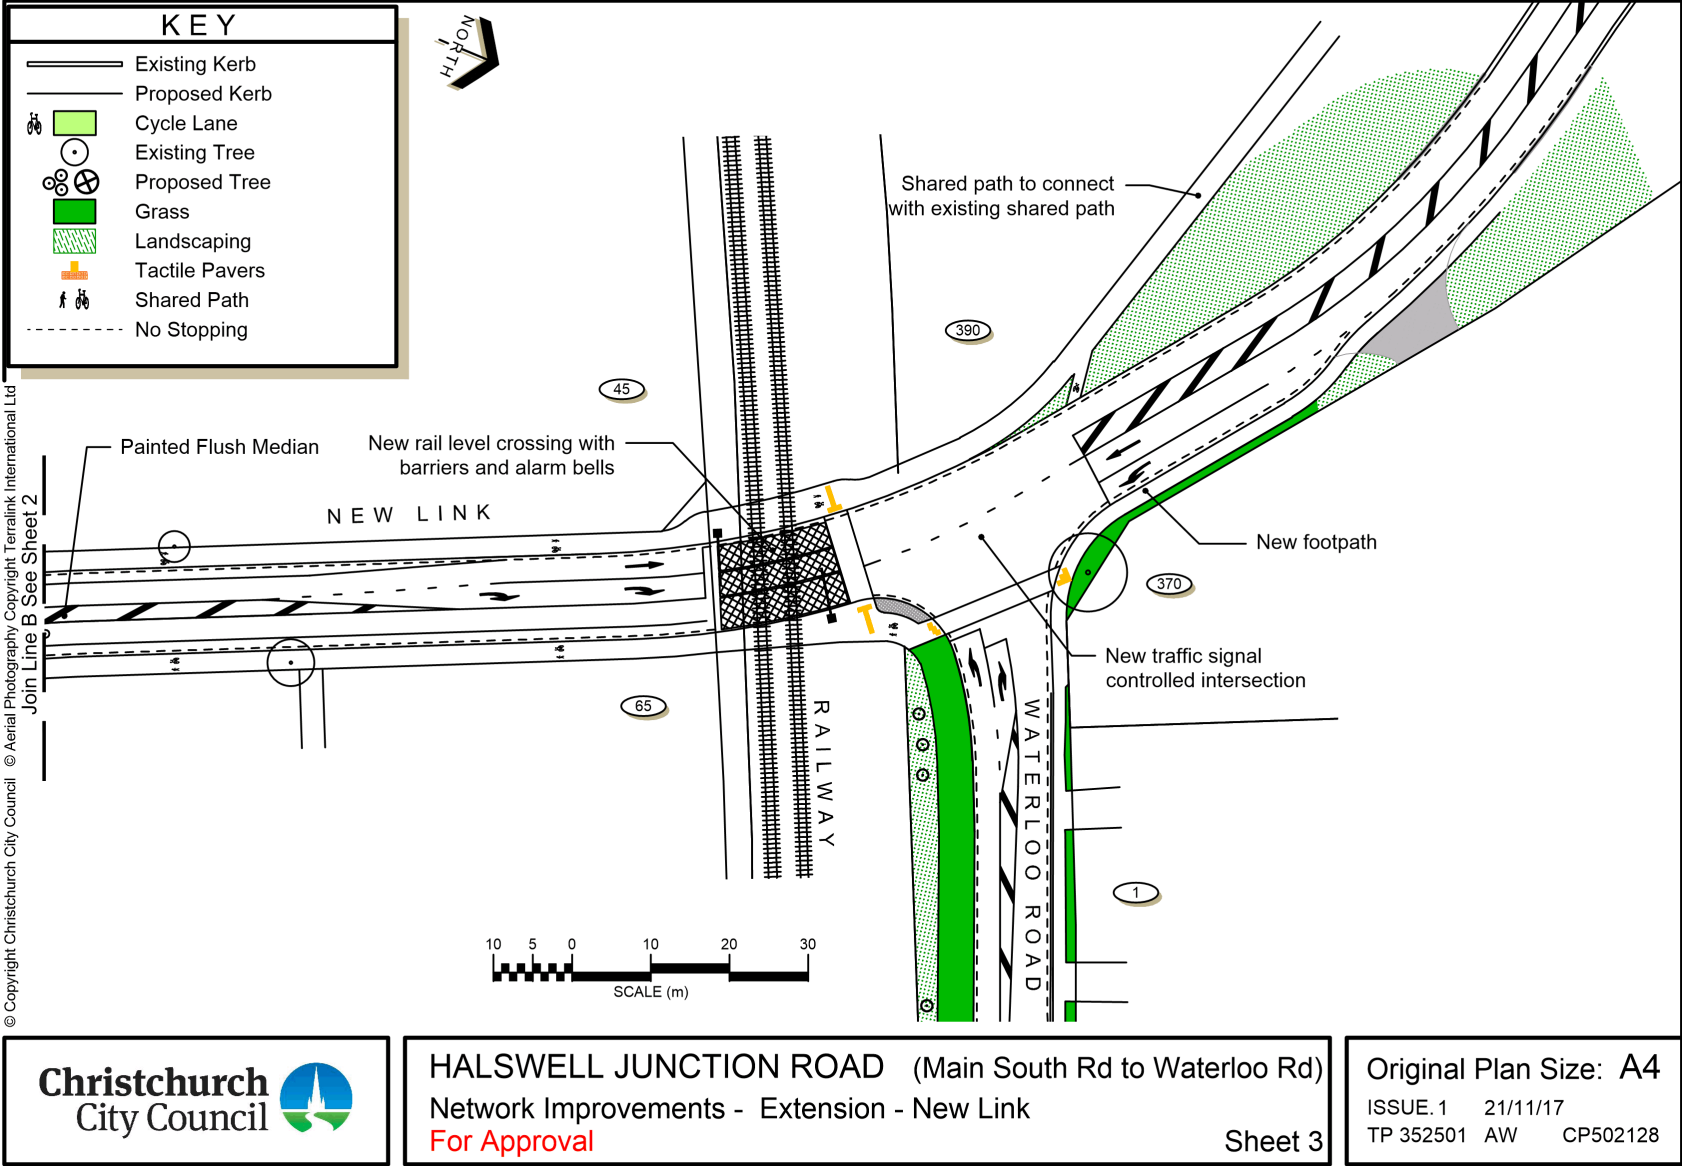 KEY
Existing Kerb
Proposed Kerb
Cycle Lane
Existing Tree
Proposed Tree
Grass
Landscaping
Tactile Pavers
Shared Path
No Stopping
NORTH
Shared path to connect
with existing shared path
390
45
Painted Flush Median
New rail level crossing with
barriers and alarm bells
NEW LINK
New footpath
370
New traffic signal
controlled intersection
65
RAILWAY
WATERLOO ROAD
1
10 5 0 10 20 30
SCALE (m)
Join Line B See Sheet 2
© Copyright Christchurch City Council © Aerial Photography Copyright Terralink International Ltd
Christchurch
City Council
HALSWELL JUNCTION ROAD (Main South Rd to Waterloo Rd)
Network Improvements - Extension - New Link
For Approval
Sheet 3
Original Plan Size: A4
ISSUE.1 21/11/17
TP 352501 AW CP502128